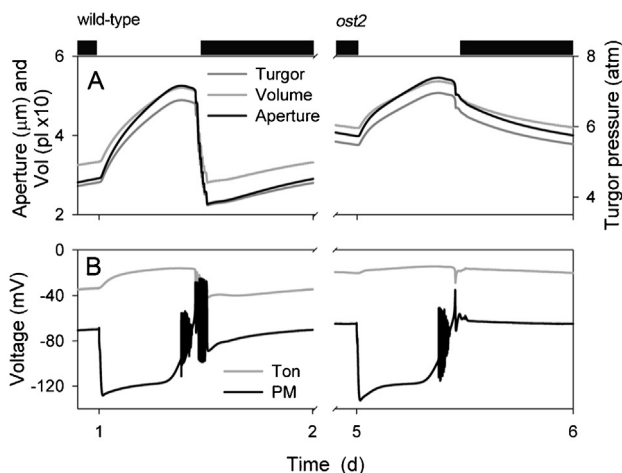 wild-type
ost2
A
Turgor
Volume
Aperture
Aperture (µm) and
Vol (pl x10)
6
4
2
8
6
4
Turgor pressure (atm)
B
Ton
PM
Voltage (mV)
0
-40
-80
-120
1
2
5
6
Time (d)